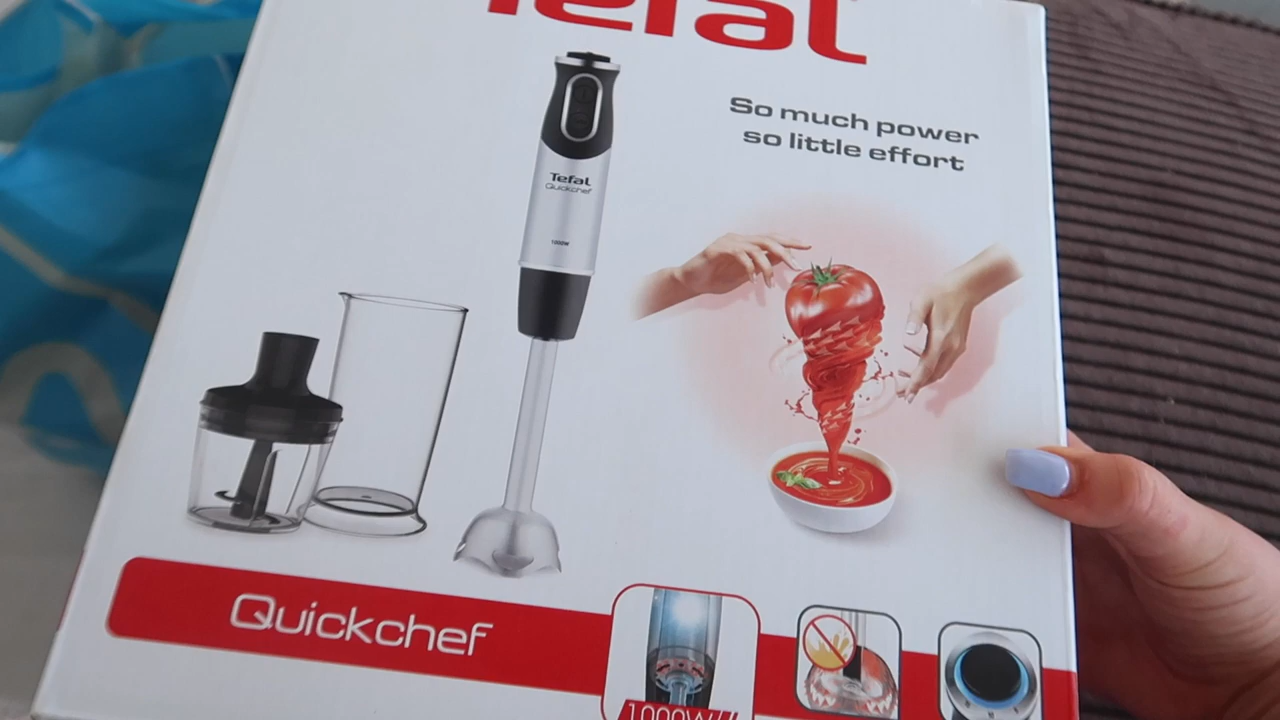 Tefal
So much power
so little effort
Tefal
Quickchef
1000W
Quickchef
1000W